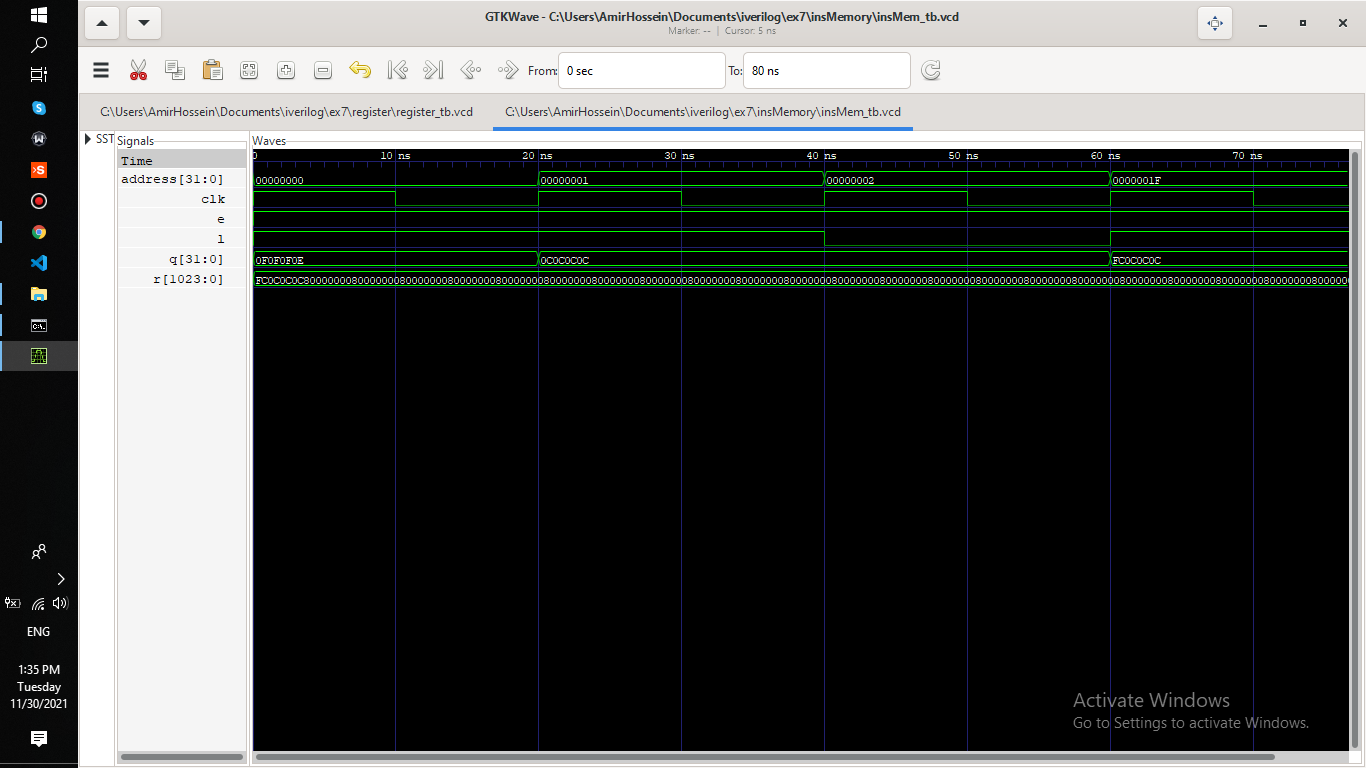 GTKWave - C:\Users\AmirHossein\Documents\iverilog\ex7\insMemory\insMem_tb.vcd
Marker: -- | Cursor: 5 ns
From: 0 sec To: 80 ns
C:\Users\AmirHossein\Documents\iverilog\ex7\register\register_tb.vcd C:\Users\AmirHossein\Documents\iverilog\ex7\insMemory\insMem_tb.vcd
SST Signals Waves
Time 0 10 ns 20 ns 30 ns 40 ns 50 ns 60 ns 70 ns
address[31:0] 00000000 00000001 00000002 0000001F
clk
e
l
q[31:0] 0F0F0F0E 0C0C0C0C FC0C0C0C
r[1023:0]
ENG
1:35 PM
Tuesday
11/30/2021
Activate Windows
Go to Settings to activate Windows.